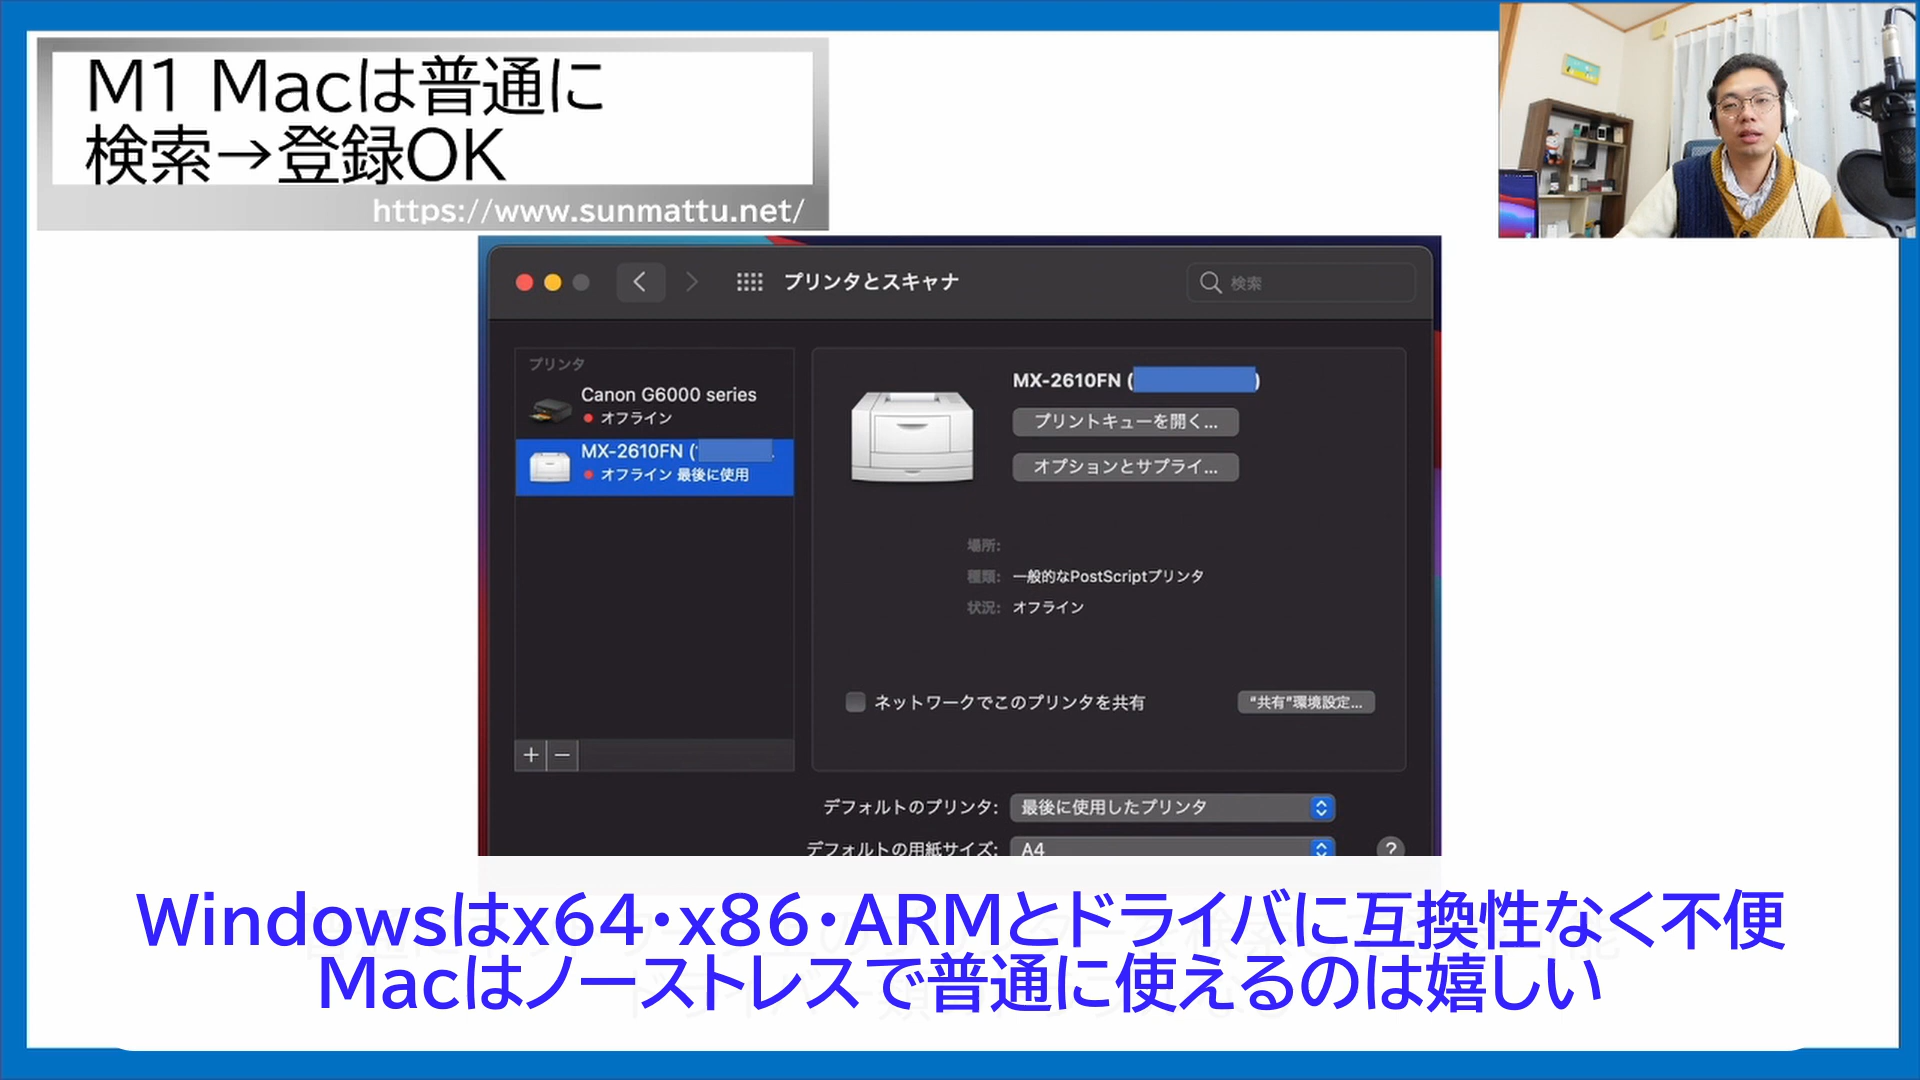 M1 Macは普通に
検索→登録OK
https://www.sunmattu.net/
プリンタとスキャナ
検索
プリンタ
Canon G6000 series
オフライン
MX-2610FN (
オフライン 最後に使用
MX-2610FN ( )
プリントキューを開く...
オプションとサプライ...
場所:
種類: 一般的なPostScriptプリンタ
状況: オフライン
ネットワークでこのプリンタを共有
“共有”環境設定...
+ −
デフォルトのプリンタ: 最後に使用したプリンタ
デフォルトの用紙サイズ: A4
?
Windowsはx64・x86・ARMとドライバに互換性なく不便
Macはノーストレスで普通に使えるのは嬉しい